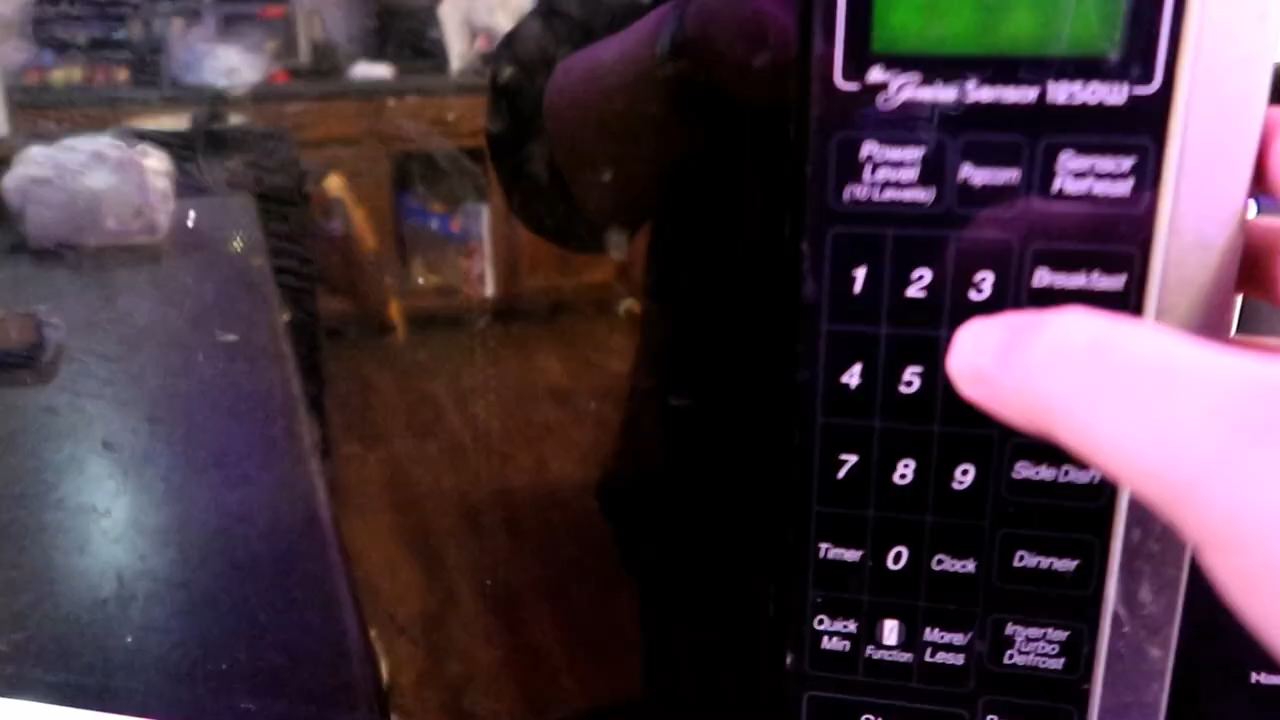 the Genius Sensor 1250W
Power
Level
(10 Levels)
Popcorn
Sensor
Reheat
1 2 3
Breakfast
4 5
7 8 9
Side Dish
Timer 0 Clock
Dinner
Quick
Min
Function
More/
Less
Inverter
Turbo
Defrost